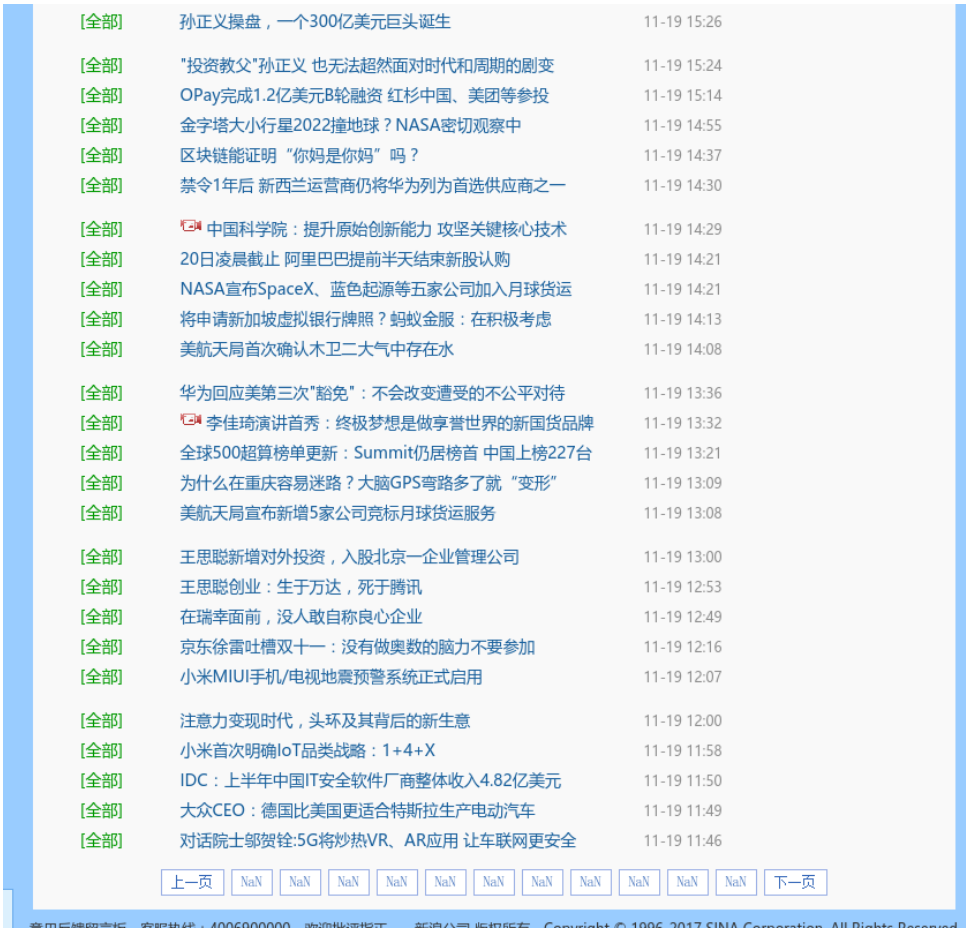 [全部] 孙正义操盘，一个300亿美元巨头诞生 11-19 15:26
[全部] "投资教父"孙正义 也无法超然面对时代和周期的剧变 11-19 15:24
[全部] OPay完成1.2亿美元B轮融资 红杉中国、美团等参投 11-19 15:14
[全部] 金字塔大小行星2022撞地球？NASA密切观察中 11-19 14:55
[全部] 区块链能证明“你妈是你妈”吗？ 11-19 14:37
[全部] 禁令1年后 新西兰运营商仍将华为列为首选供应商之一 11-19 14:30
[全部] 中国科学院：提升原始创新能力 攻坚关键核心技术 11-19 14:29
[全部] 20日凌晨截止 阿里巴巴提前半天结束新股认购 11-19 14:21
[全部] NASA宣布SpaceX、蓝色起源等五家公司加入月球货运 11-19 14:21
[全部] 将申请新加坡虚拟银行牌照？蚂蚁金服：在积极考虑 11-19 14:13
[全部] 美航天局首次确认木卫二大气中存在水 11-19 14:08
[全部] 华为回应美第三次"豁免"：不会改变遭受的不公平对待 11-19 13:36
[全部] 李佳琦演讲首秀：终极梦想是做享誉世界的新国货品牌 11-19 13:32
[全部] 全球500超算榜单更新：Summit仍居榜首 中国上榜227台 11-19 13:21
[全部] 为什么在重庆容易迷路？大脑GPS弯路多了就“变形” 11-19 13:09
[全部] 美航天局宣布新增5家公司竞标月球货运服务 11-19 13:08
[全部] 王思聪新增对外投资，入股北京一企业管理公司 11-19 13:00
[全部] 王思聪创业：生于万达，死于腾讯 11-19 12:53
[全部] 在瑞幸面前，没人敢自称良心企业 11-19 12:49
[全部] 京东徐雷吐槽双十一：没有做奥数的脑力不要参加 11-19 12:16
[全部] 小米MIUI手机/电视地震预警系统正式启用 11-19 12:07
[全部] 注意力变现时代，头环及其背后的新生意 11-19 12:00
[全部] 小米首次明确IoT品类战略：1+4+X 11-19 11:58
[全部] IDC：上半年中国IT安全软件厂商整体收入4.82亿美元 11-19 11:50
[全部] 大众CEO：德国比美国更适合特斯拉生产电动汽车 11-19 11:49
[全部] 对话院士邬贺铨:5G将炒热VR、AR应用 让车联网更安全 11-19 11:46
上一页 NaN NaN NaN NaN NaN NaN NaN NaN NaN NaN NaN 下一页
意见反馈留言板 客服热线：4006900000 欢迎批评指正 新浪公司 版权所有 Copyright © 1996-2017 SINA Corporation, All Rights Reserved